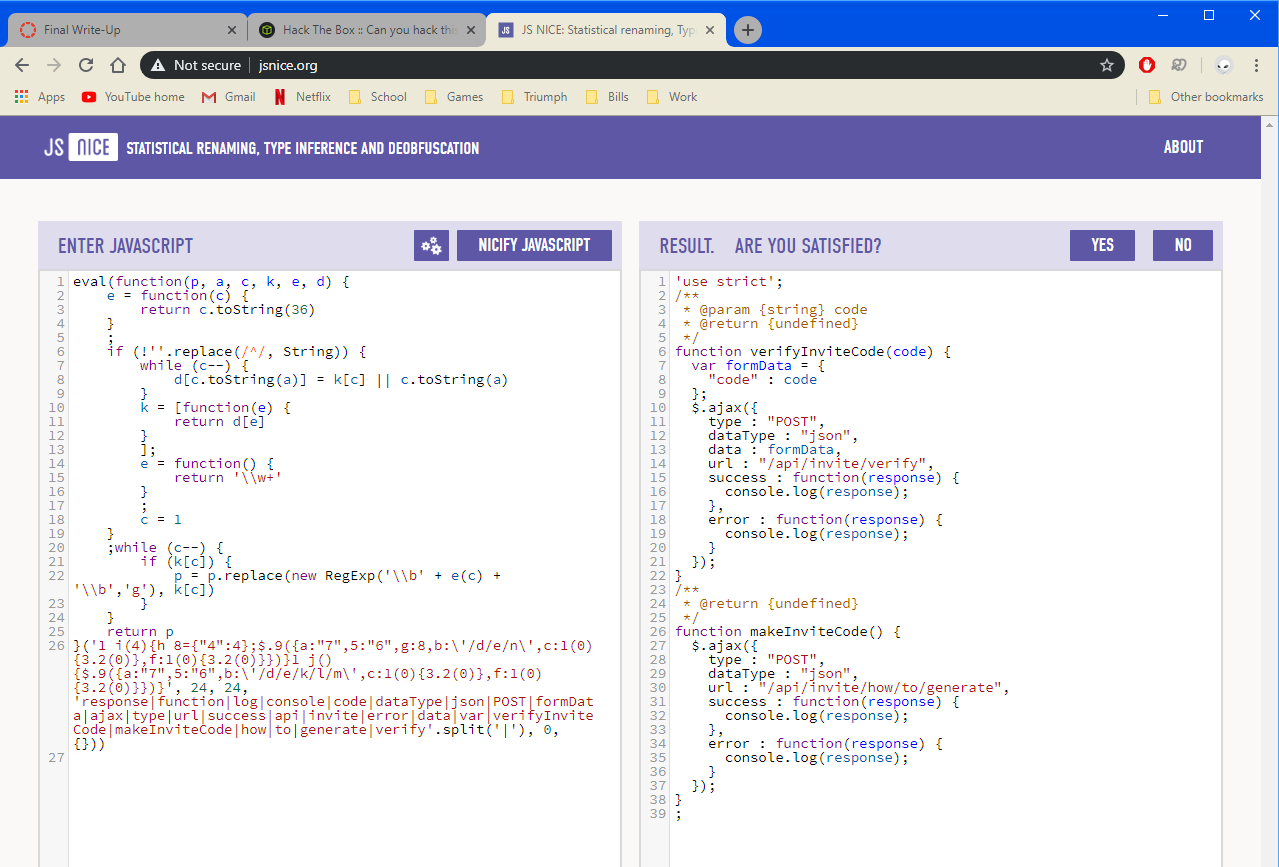 Final Write-Up
Hack The Box :: Can you hack this
JS NICE: Statistical renaming, Typ
Not secure | jsnice.org
Apps YouTube home Gmail Netflix School Games Triumph Bills Work Other bookmarks
JS NICE STATISTICAL RENAMING, TYPE INFERENCE AND DEOBFUSCATION ABOUT
ENTER JAVASCRIPT NICIFY JAVASCRIPT
1 eval(function(p, a, c, k, e, d) {
2     e = function(c) {
3         return c.toString(36)
4     }
5     ;
6     if (!''.replace(/^/, String)) {
7         while (c--) {
8             d[c.toString(a)] = k[c] || c.toString(a)
9         }
10         k = [function(e) {
11             return d[e]
12         }
13         ];
14         e = function() {
15             return '\\w+'
16         }
17         ;
18         c = 1
19     }
20     ;while (c--) {
21         if (k[c]) {
22             p = p.replace(new RegExp('\\b' + e(c) +
'\\b','g'), k[c])
23         }
24     }
25     return p
26 }('1 i(4){h 8={"4":4};$.9({a:"7",5:"6",g:8,b:\'/d/e/n\',c:1(0)
{3.2(0)},f:1(0){3.2(0)}})}1 j()
{$.9({a:"7",5:"6",b:\'/d/e/k/l/m\',c:1(0){3.2(0)},f:1(0)
{3.2(0)}})}', 24, 24,
'response|function|log|console|code|dataType|json|POST|formDat
a|ajax|type|url|success|api|invite|error|data|var|verifyInvite
Code|makeInviteCode|how|to|generate|verify'.split('|'), 0,
{}))
27
RESULT. ARE YOU SATISFIED? YES NO
1 'use strict';
2 /**
3  * @param {string} code
4  * @return {undefined}
5  */
6 function verifyInviteCode(code) {
7   var formData = {
8     "code" : code
9   };
10   $.ajax({
11     type : "POST",
12     dataType : "json",
13     data : formData,
14     url : "/api/invite/verify",
15     success : function(response) {
16       console.log(response);
17     },
18     error : function(response) {
19       console.log(response);
20     }
21   });
22 }
23 /**
24  * @return {undefined}
25  */
26 function makeInviteCode() {
27   $.ajax({
28     type : "POST",
29     dataType : "json",
30     url : "/api/invite/how/to/generate",
31     success : function(response) {
32       console.log(response);
33     },
34     error : function(response) {
35       console.log(response);
36     }
37   });
38 }
39 ;